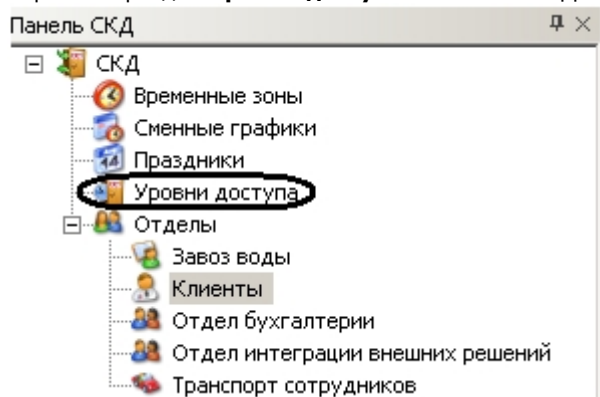 Панель СКД
СКД
Временные зоны
Сменные графики
Праздники
Уровни доступа
Отделы
Завоз воды
Клиенты
Отдел бухгалтерии
Отдел интеграции внешних решений
Транспорт сотрудников